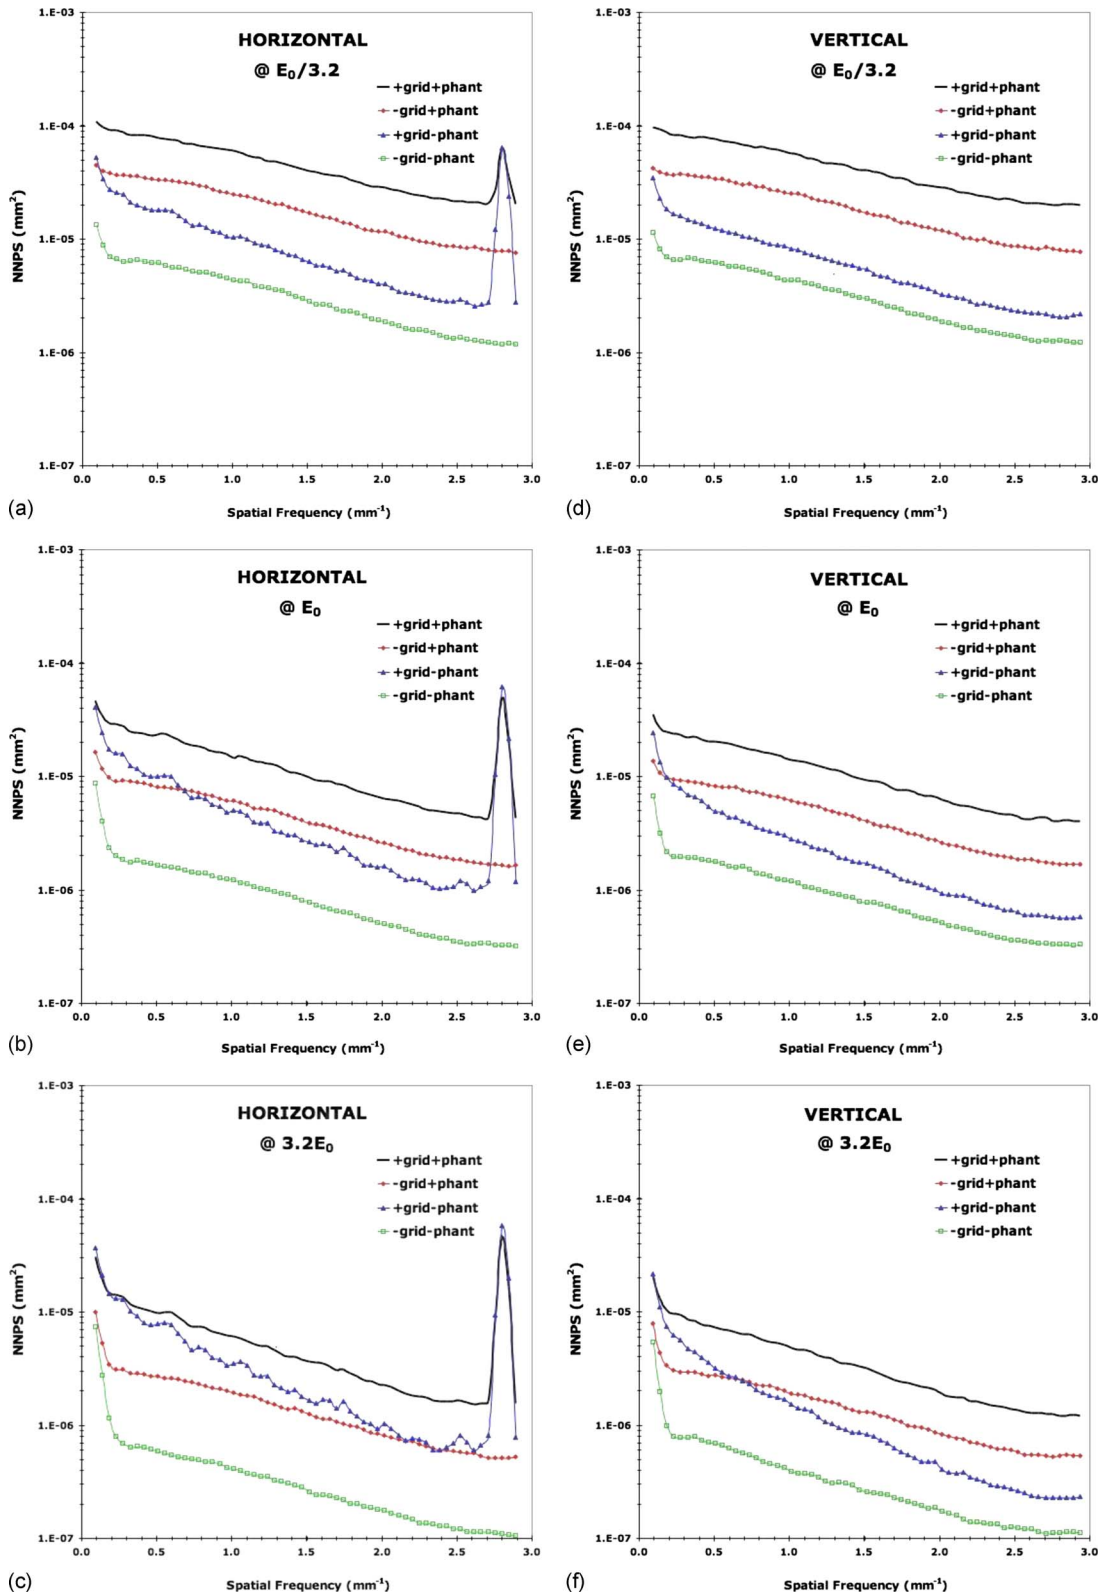 HORIZONTAL
@ E0/3.2
+grid+phant
-grid+phant
+grid-phant
-grid-phant
NNPS (mm2)
1.E-03
1.E-04
1.E-05
1.E-06
1.E-07
0.0 0.5 1.0 1.5 2.0 2.5 3.0
Spatial Frequency (mm-1)
(a)
VERTICAL
@ E0/3.2
+grid+phant
-grid+phant
+grid-phant
-grid-phant
NNPS (mm2)
1.E-03
1.E-04
1.E-05
1.E-06
1.E-07
0.0 0.5 1.0 1.5 2.0 2.5 3.0
Spatial Frequency (mm-1)
(d)
HORIZONTAL
@ E0
+grid+phant
-grid+phant
+grid-phant
-grid-phant
NNPS (mm2)
1.E-03
1.E-04
1.E-05
1.E-06
1.E-07
0.0 0.5 1.0 1.5 2.0 2.5 3.0
Spatial Frequency (mm-1)
(b)
VERTICAL
@ E0
+grid+phant
-grid+phant
+grid-phant
-grid-phant
NNPS (mm2)
1.E-03
1.E-04
1.E-05
1.E-06
1.E-07
0.0 0.5 1.0 1.5 2.0 2.5 3.0
Spatial Frequency (mm-1)
(e)
HORIZONTAL
@ 3.2E0
+grid+phant
-grid+phant
+grid-phant
-grid-phant
NNPS (mm2)
1.E-03
1.E-04
1.E-05
1.E-06
1.E-07
0.0 0.5 1.0 1.5 2.0 2.5 3.0
Spatial Frequency (mm-1)
(c)
VERTICAL
@ 3.2E0
+grid+phant
-grid+phant
+grid-phant
-grid-phant
NNPS (mm2)
1.E-03
1.E-04
1.E-05
1.E-06
1.E-07
0.0 0.5 1.0 1.5 2.0 2.5 3.0
Spatial Frequency (mm-1)
(f)